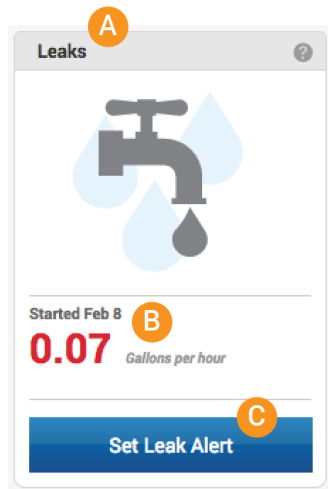 A
Leaks ?
Started Feb 8
B
0.07 Gallons per hour
C
Set Leak Alert